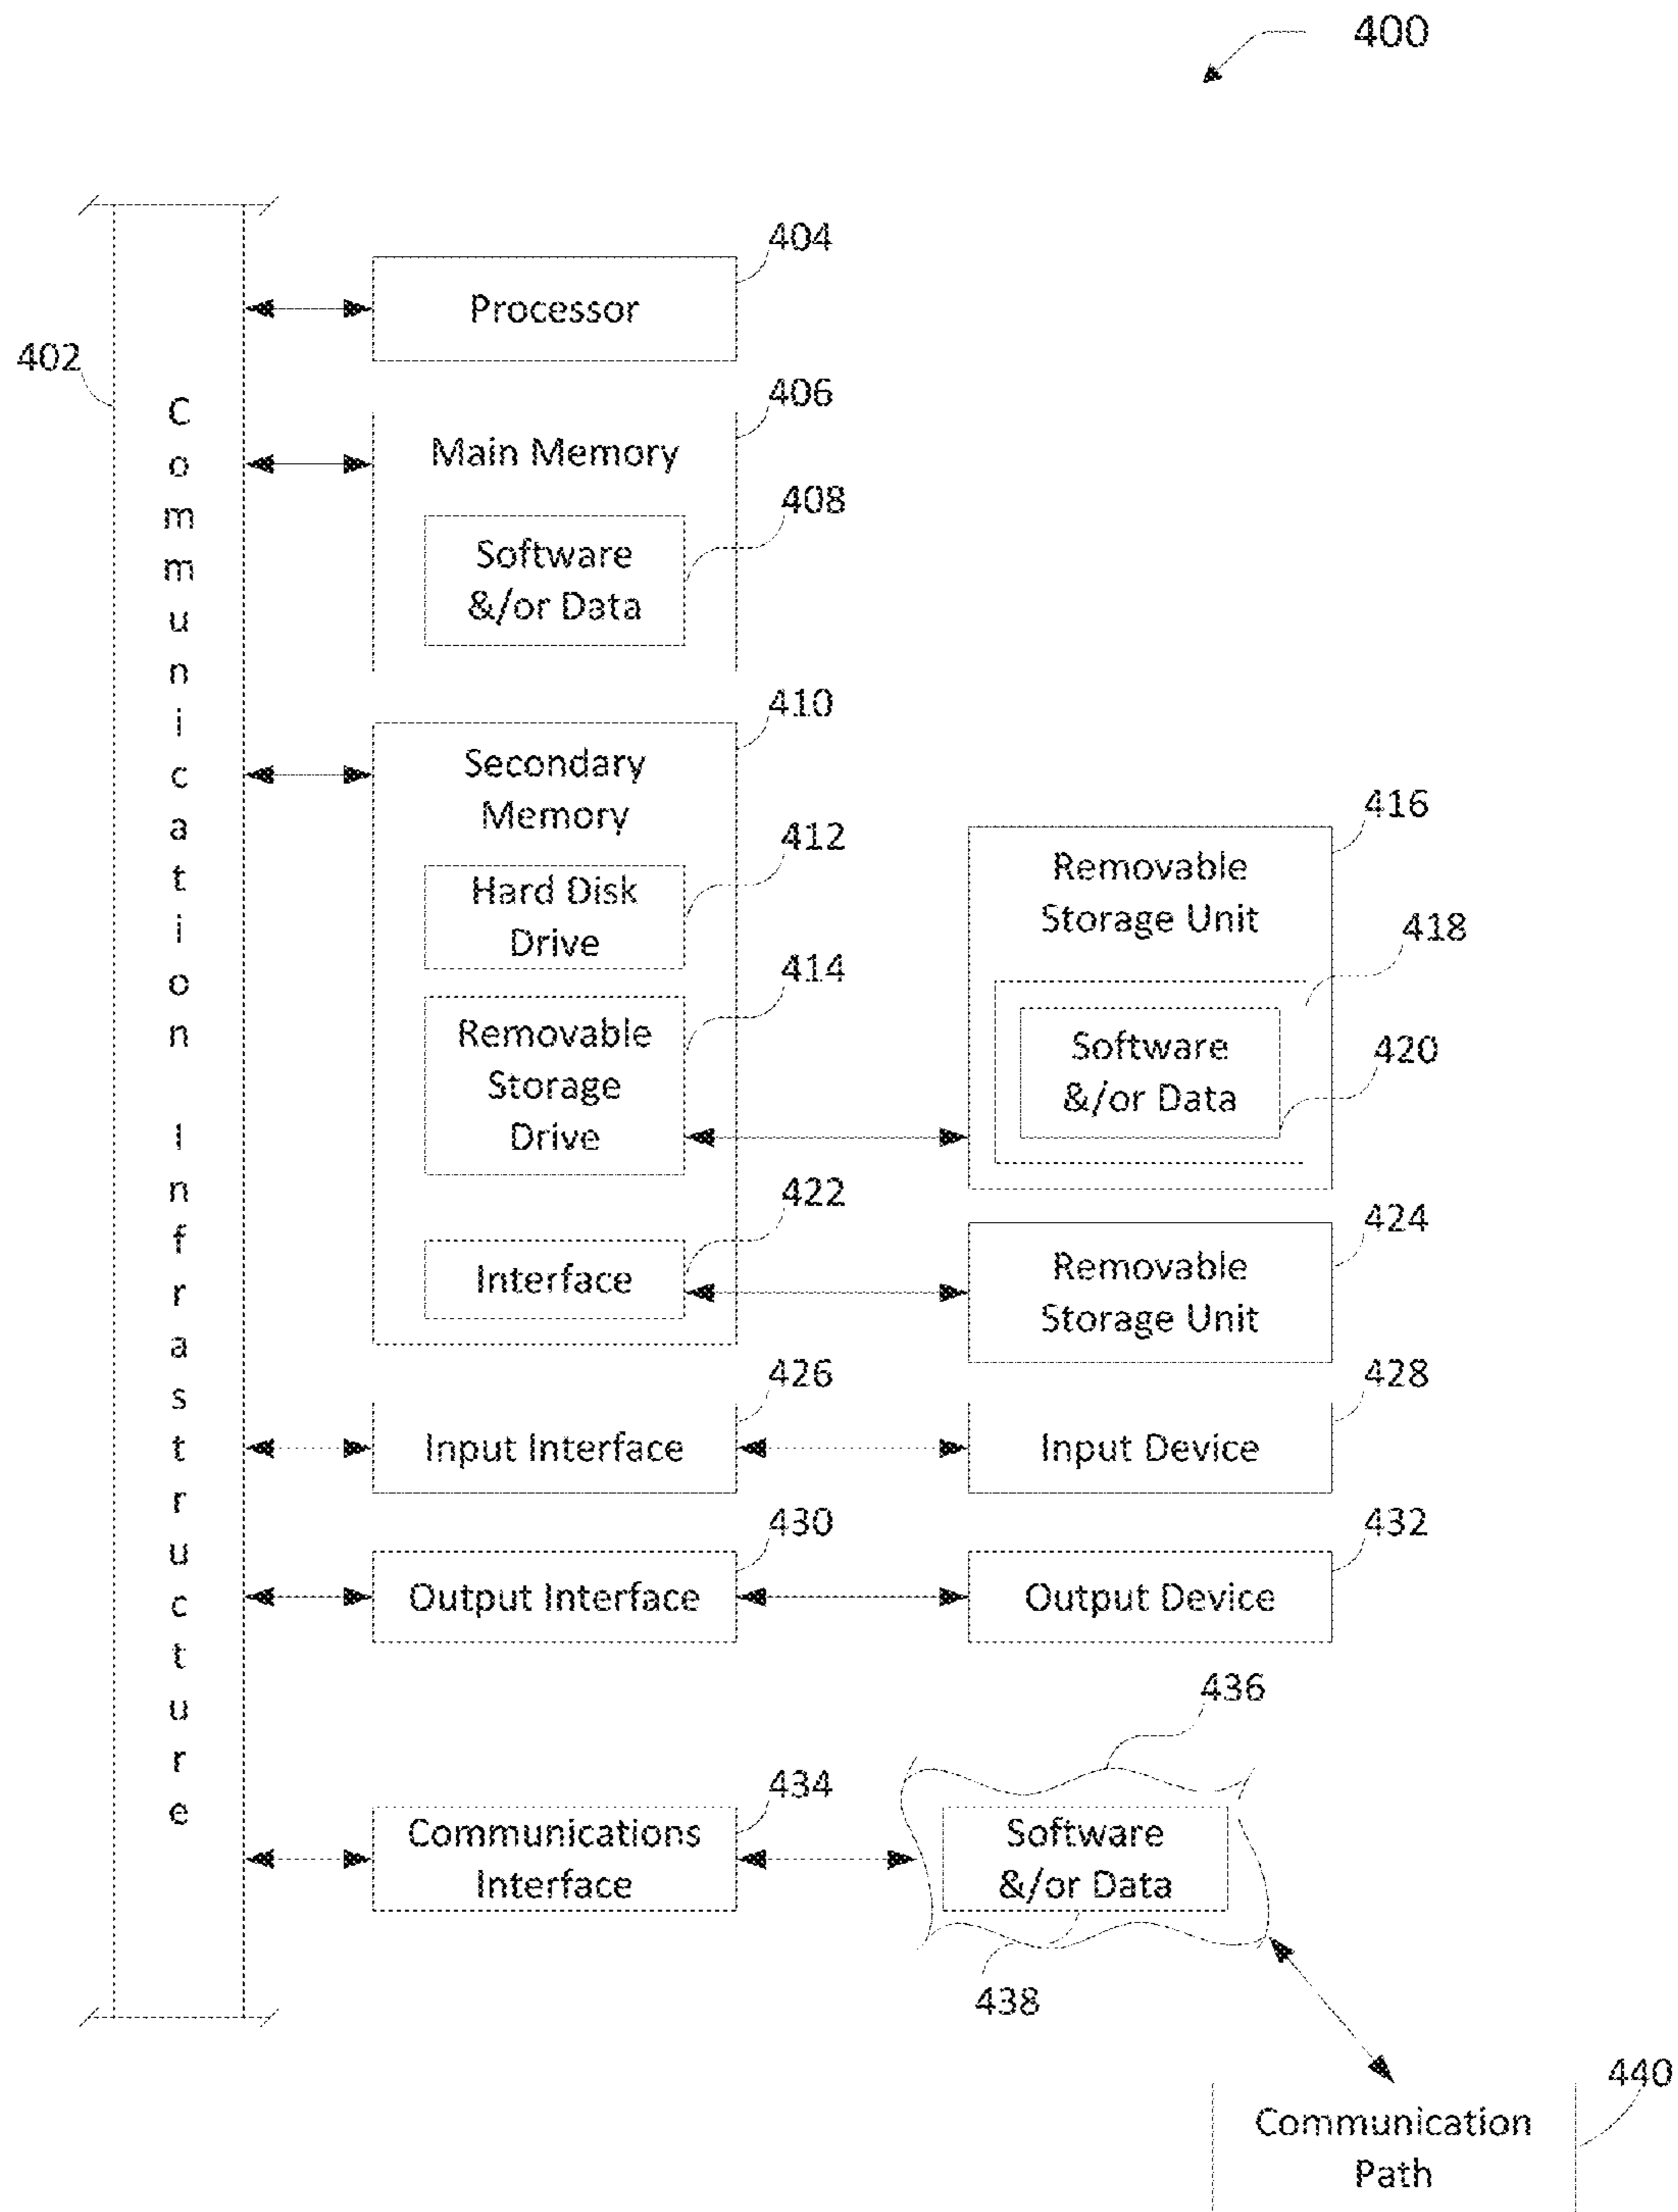 400
404
Processor
402
406
Main Memory
408
Software
&/or Data
Communication Infrastructure
410
Secondary
Memory
412
Hard Disk
Drive
414
Removable
Storage
Drive
416
Removable
Storage Unit
418
Software
&/or Data
420
422
Interface
424
Removable
Storage Unit
426
Input Interface
428
Input Device
430
Output Interface
432
Output Device
436
434
Communications
Interface
Software
&/or Data
438
440
Communication
Path